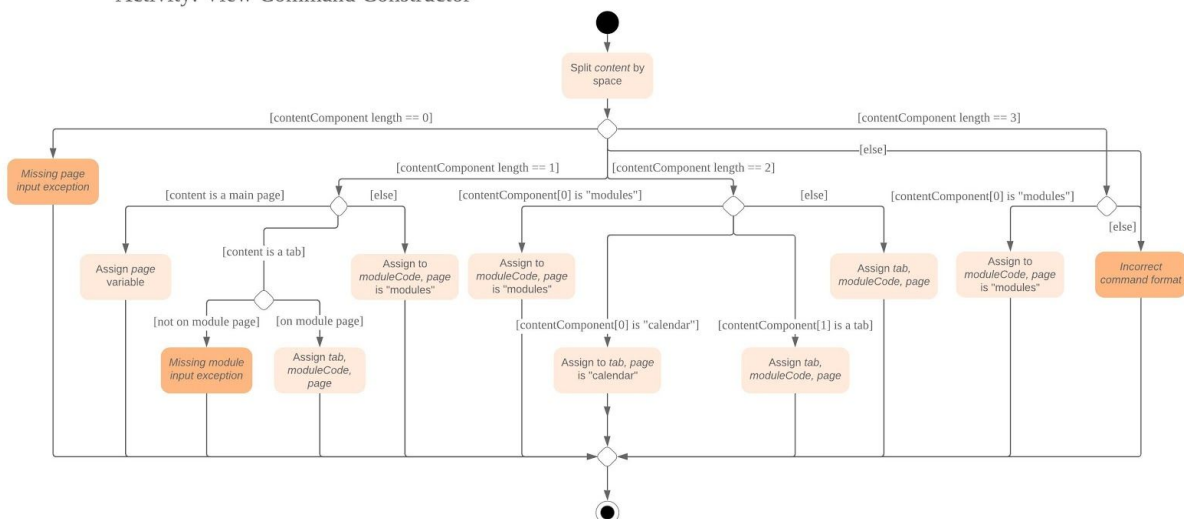 Activity: View Command Constructor
Split content by
space
[contentComponent length == 0]
[contentComponent length == 3]
[else]
[contentComponent length == 1]
[contentComponent length == 2]
Missing page
input exception
[content is a main page]
[else]
[contentComponent[0] is "modules"]
[else]
[contentComponent[0] is "modules"]
[else]
[content is a tab]
Assign page
variable
Assign to
moduleCode, page
is "modules"
Assign to
moduleCode, page
is "modules"
Assign tab,
moduleCode, page
Assign to
moduleCode, page
is "modules"
Incorrect
command format
[not on module page]
[on module page]
[contentComponent[0] is "calendar"]
[contentComponent[1] is a tab]
Missing module
input exception
Assign tab,
moduleCode,
page
Assign to tab, page
is "calendar"
Assign tab,
moduleCode, page